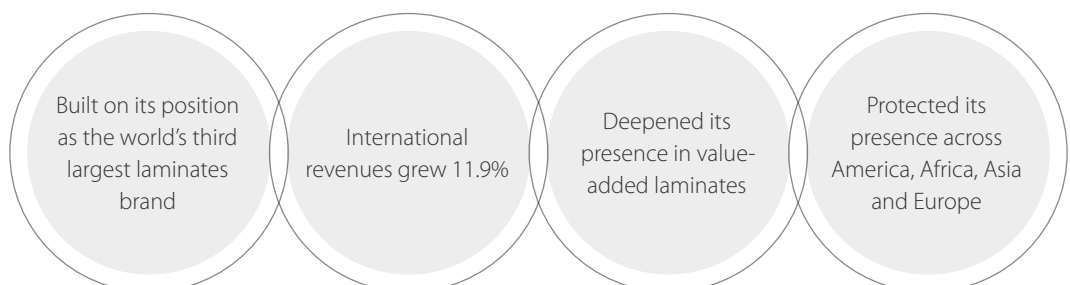 Built on its position
as the world's third
largest laminates
brand
International
revenues grew 11.9%
Deepened its
presence in value-
added laminates
Protected its
presence across
America, Africa, Asia
and Europe